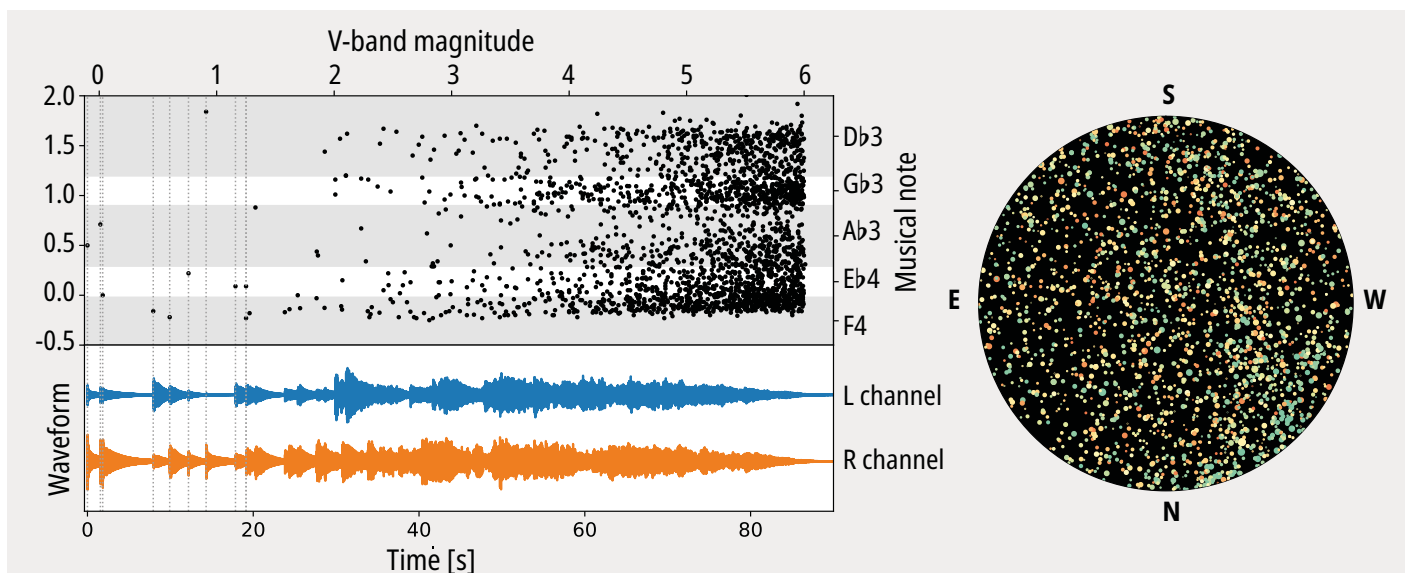 V-band magnitude
0 1 2 3 4 5 6
2.0
1.5
1.0
0.5
0.0
-0.5
D♭3
G♭3
A♭3
E♭4
F4
Musical note
Waveform
L channel
R channel
0 20 40 60 80
Time [s]
S
E
W
N